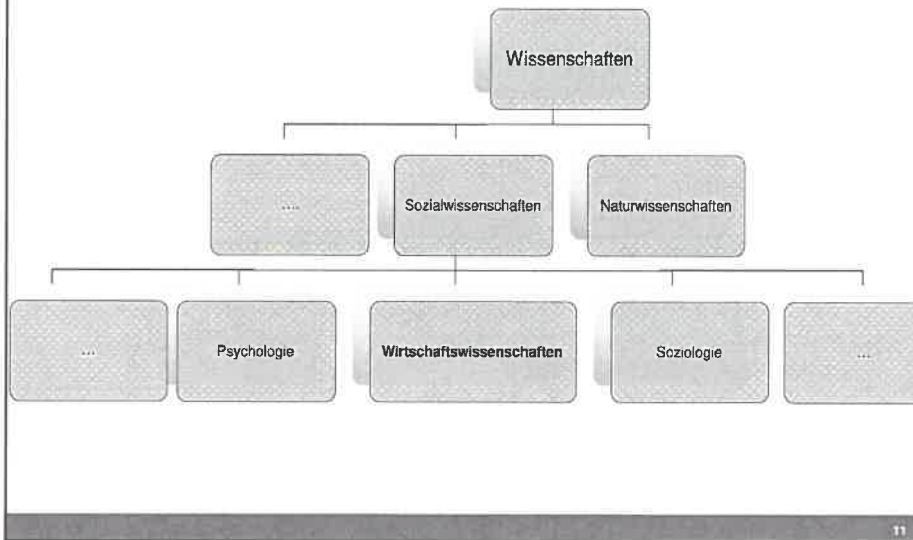 Wissenschaften
....
Sozialwissenschaften
Naturwissenschaften
...
Psychologie
Wirtschaftswissenschaften
Soziologie
...
11